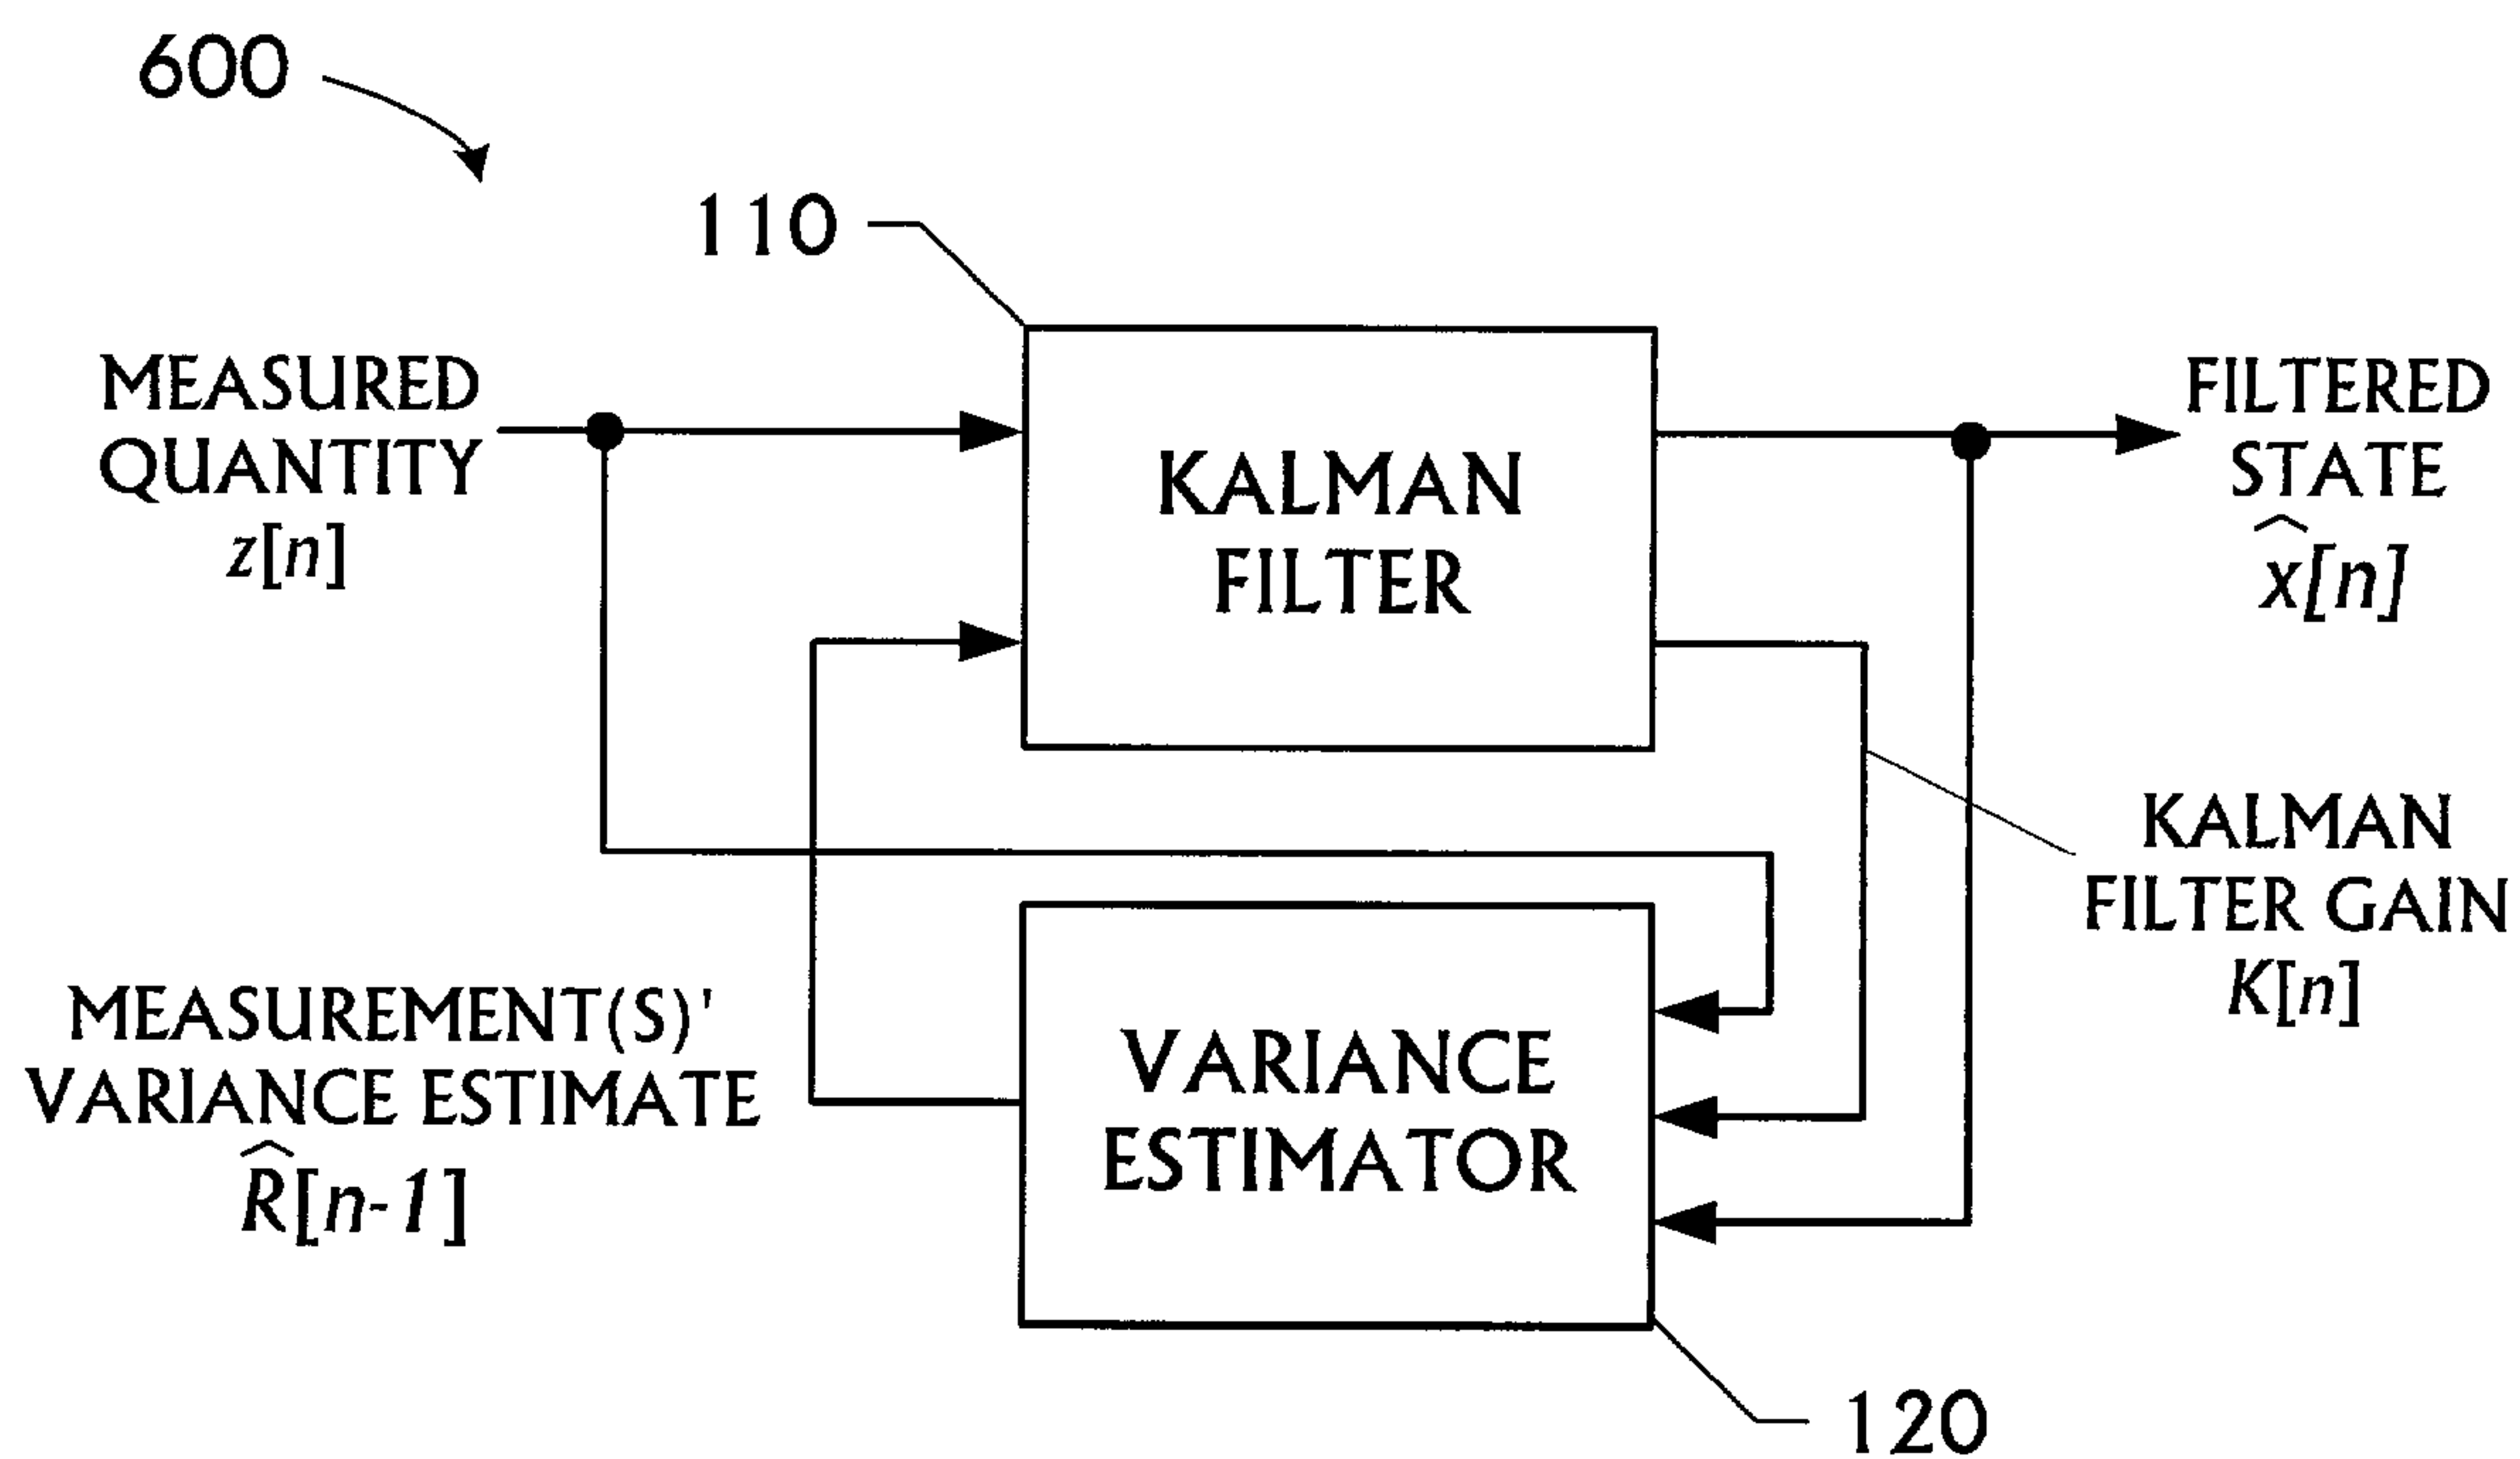 600
110
MEASURED
QUANTITY
z[n]
KALMAN
FILTER
FILTERED
STATE
x̂[n]
KALMAN
FILTER GAIN
K[n]
MEASUREMENT(S)'
VARIANCE ESTIMATE
R̂[n-1]
VARIANCE
ESTIMATOR
120